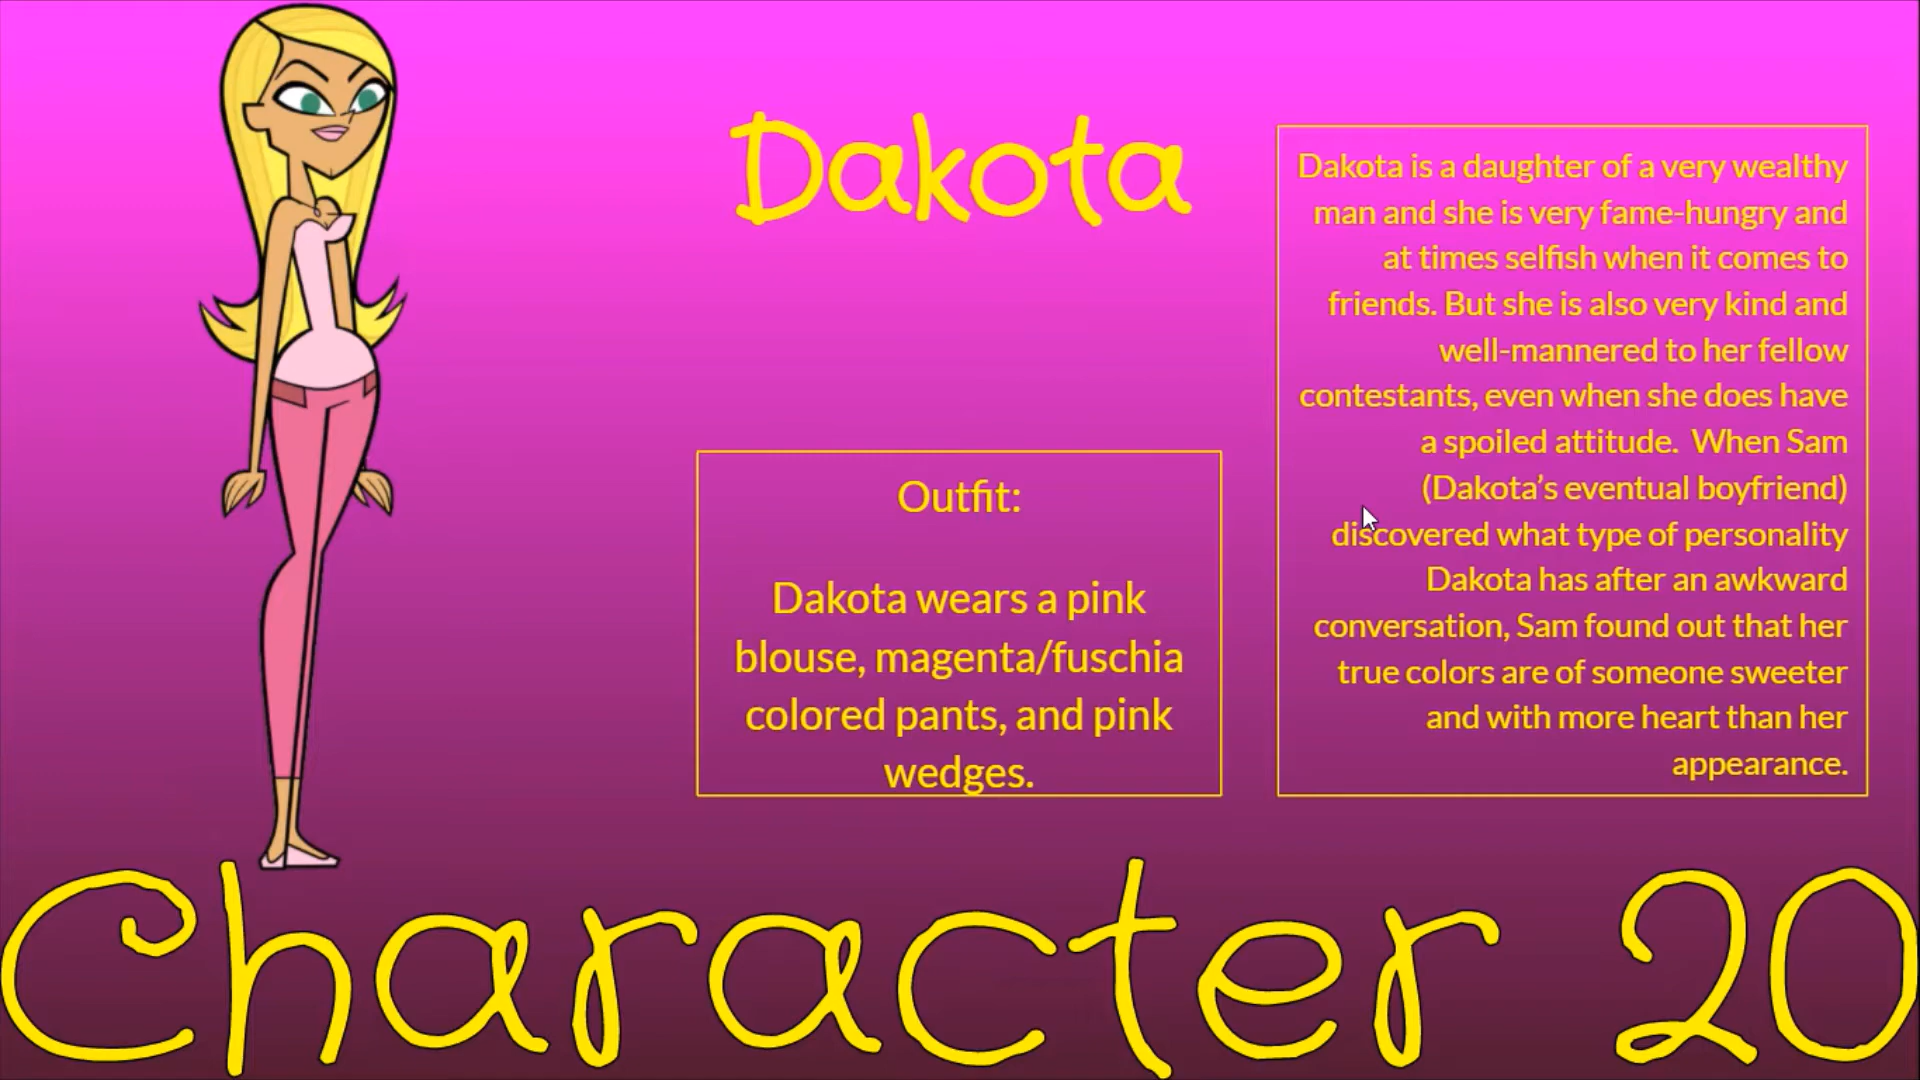 Dakota
Dakota is a daughter of a very wealthy
man and she is very fame-hungry and
at times selfish when it comes to
friends. But she is also very kind and
well-mannered to her fellow
contestants, even when she does have
a spoiled attitude.  When Sam
(Dakota’s eventual boyfriend)
discovered what type of personality
Dakota has after an awkward
conversation, Sam found out that her
true colors are of someone sweeter
and with more heart than her
appearance.
Outfit:
Dakota wears a pink
blouse, magenta/fuschia
colored pants, and pink
wedges.
Character 20